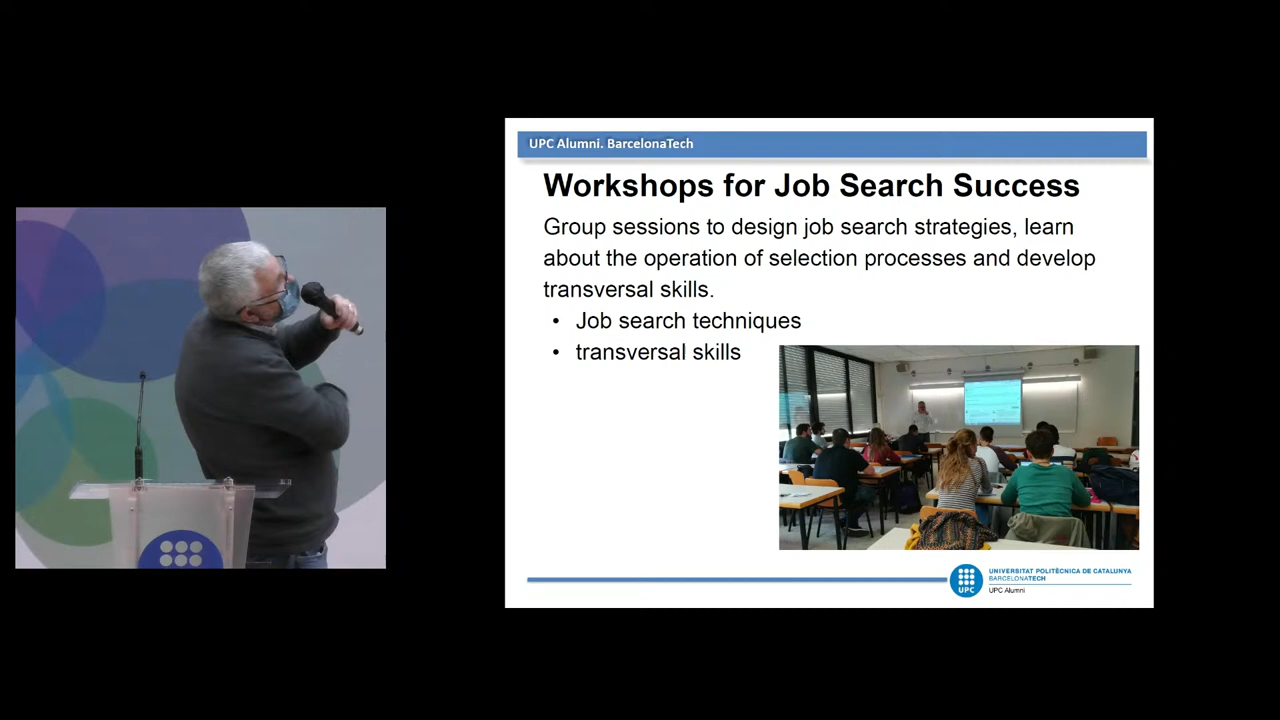 UPC Alumni. BarcelonaTech
Workshops for Job Search Success
Group sessions to design job search strategies, learn
about the operation of selection processes and develop
transversal skills.
• Job search techniques
• transversal skills
UNIVERSITAT POLITÈCNICA DE CATALUNYA
BARCELONATECH
UPC
UPC Alumni